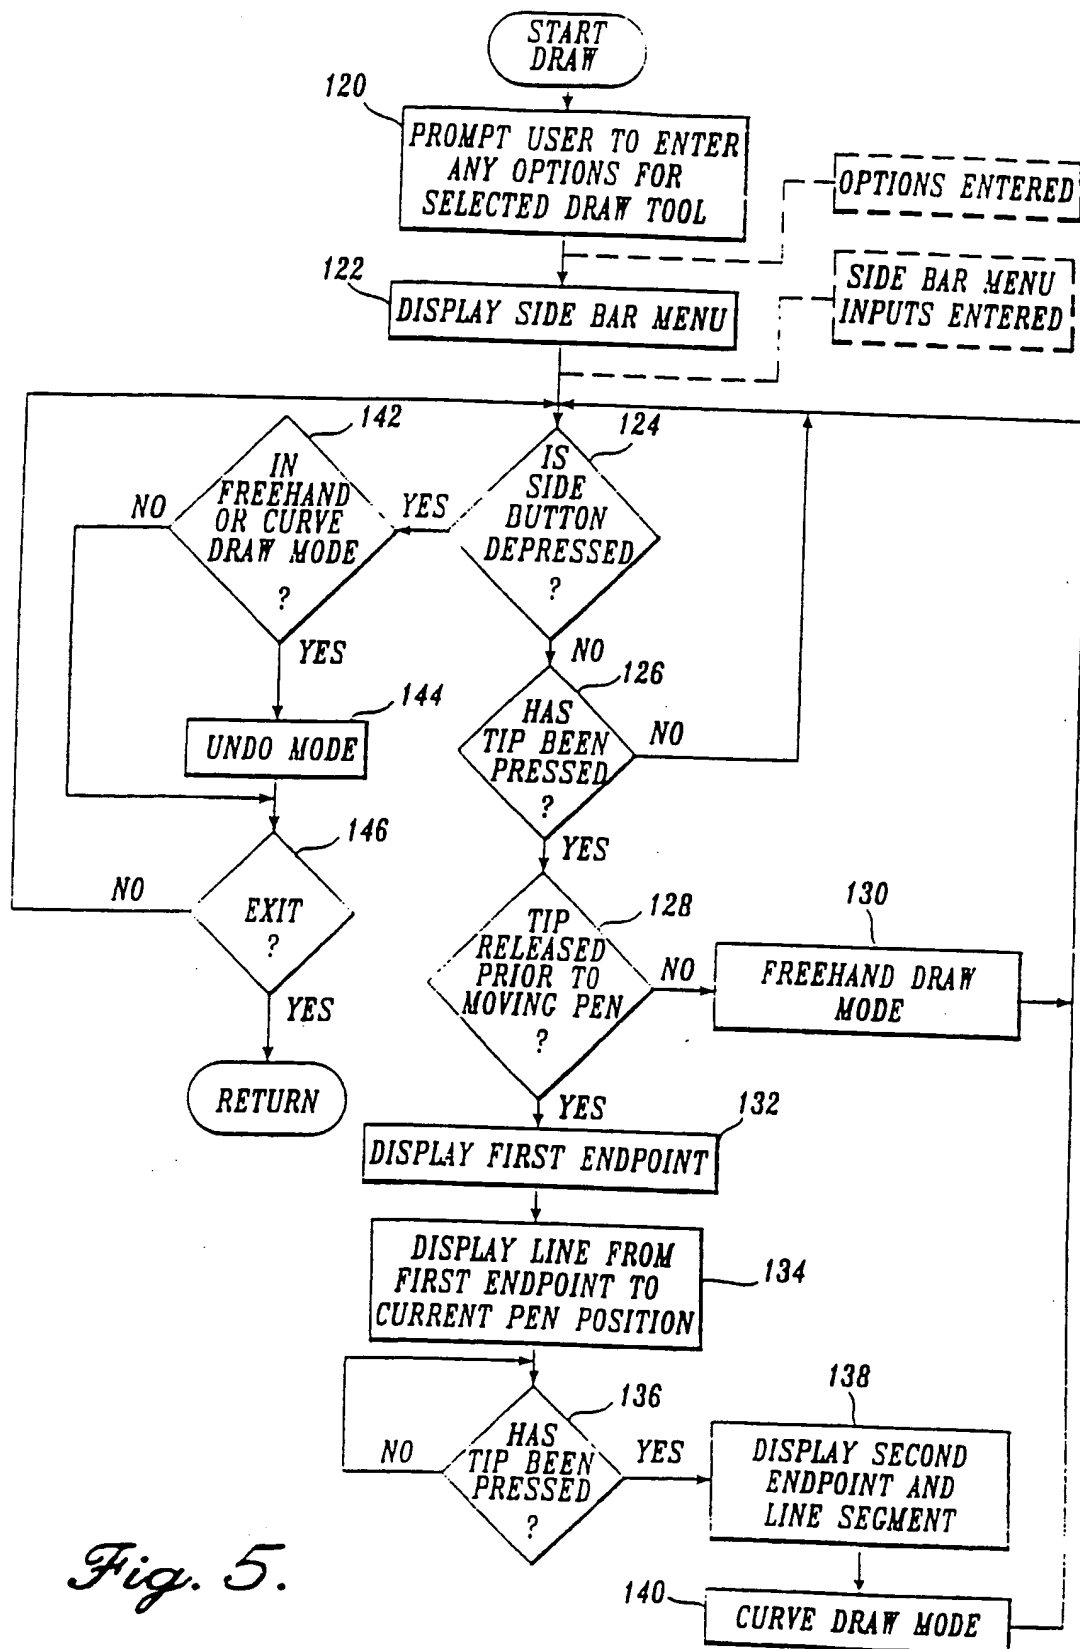 START
DRAW
120
PROMPT USER TO ENTER
ANY OPTIONS FOR
SELECTED DRAW TOOL
OPTIONS ENTERED
122
DISPLAY SIDE BAR MENU
SIDE BAR MENU
INPUTS ENTERED
142
IN
FREEHAND
OR CURVE
DRAW MODE
?
NO
YES
124
IS
SIDE
BUTTON
DEPRESSED
?
YES
NO
144
UNDO MODE
126
HAS
TIP BEEN
PRESSED
?
NO
YES
146
EXIT
?
NO
YES
RETURN
128
TIP
RELEASED
PRIOR TO
MOVING PEN
?
NO
130
FREEHAND DRAW
MODE
YES
132
DISPLAY FIRST ENDPOINT
DISPLAY LINE FROM
FIRST ENDPOINT TO
CURRENT PEN POSITION
134
136
HAS
TIP BEEN
PRESSED
?
NO
YES
138
DISPLAY SECOND
ENDPOINT AND
LINE SEGMENT
140
CURVE DRAW MODE
Fig. 5.